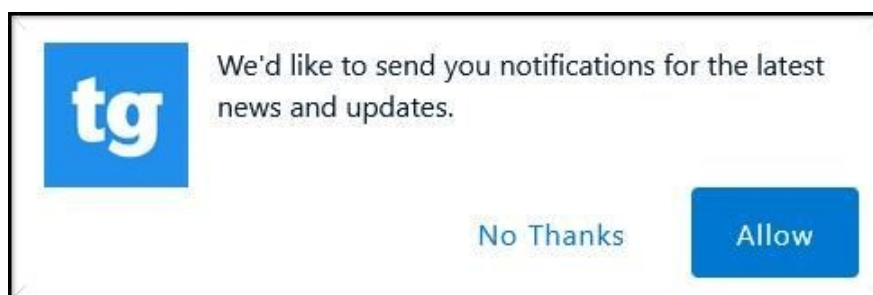 tg
We'd like to send you notifications for the latest
news and updates.
No Thanks
Allow